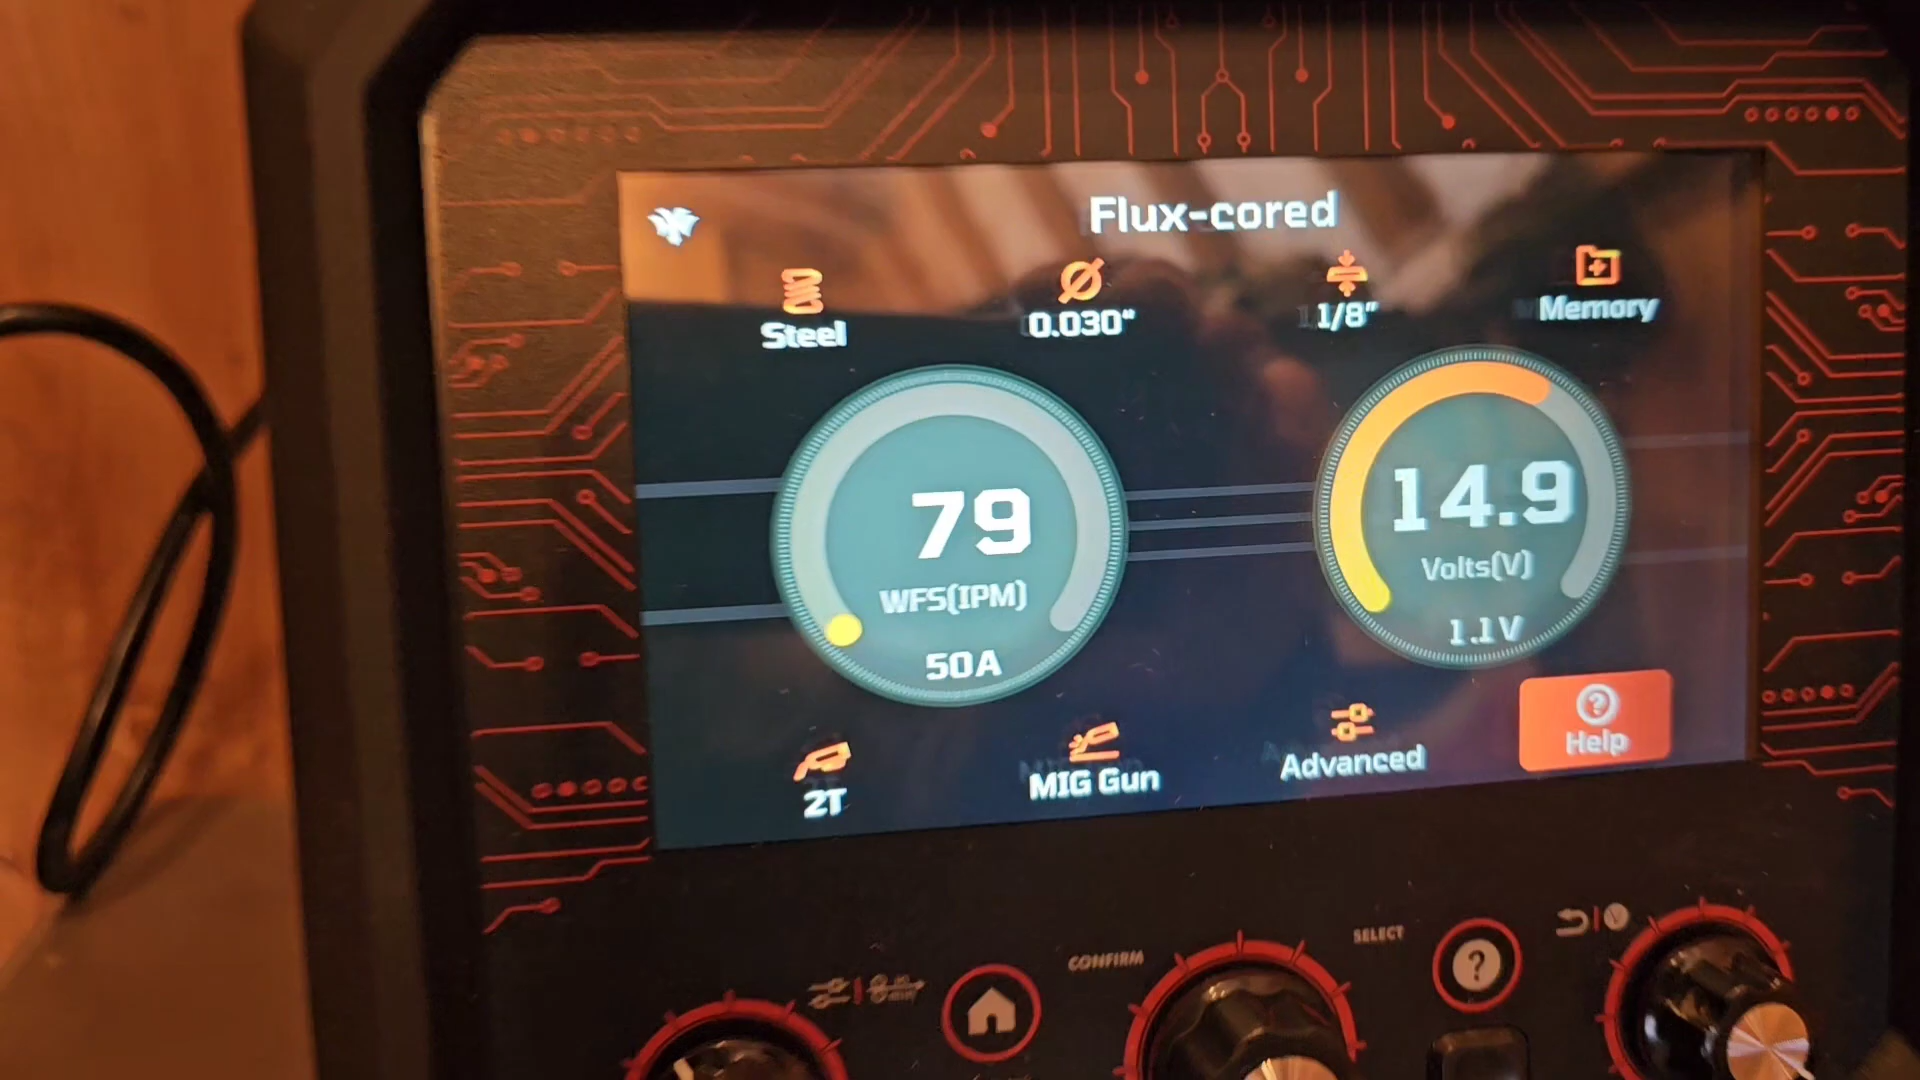 Flux-cored
Steel
0.030"
1/8"
Memory
79
WFS(IPM)
50A
14.9
Volts(V)
1.1V
2T
MIG Gun
Advanced
Help
CONFIRM
SELECT